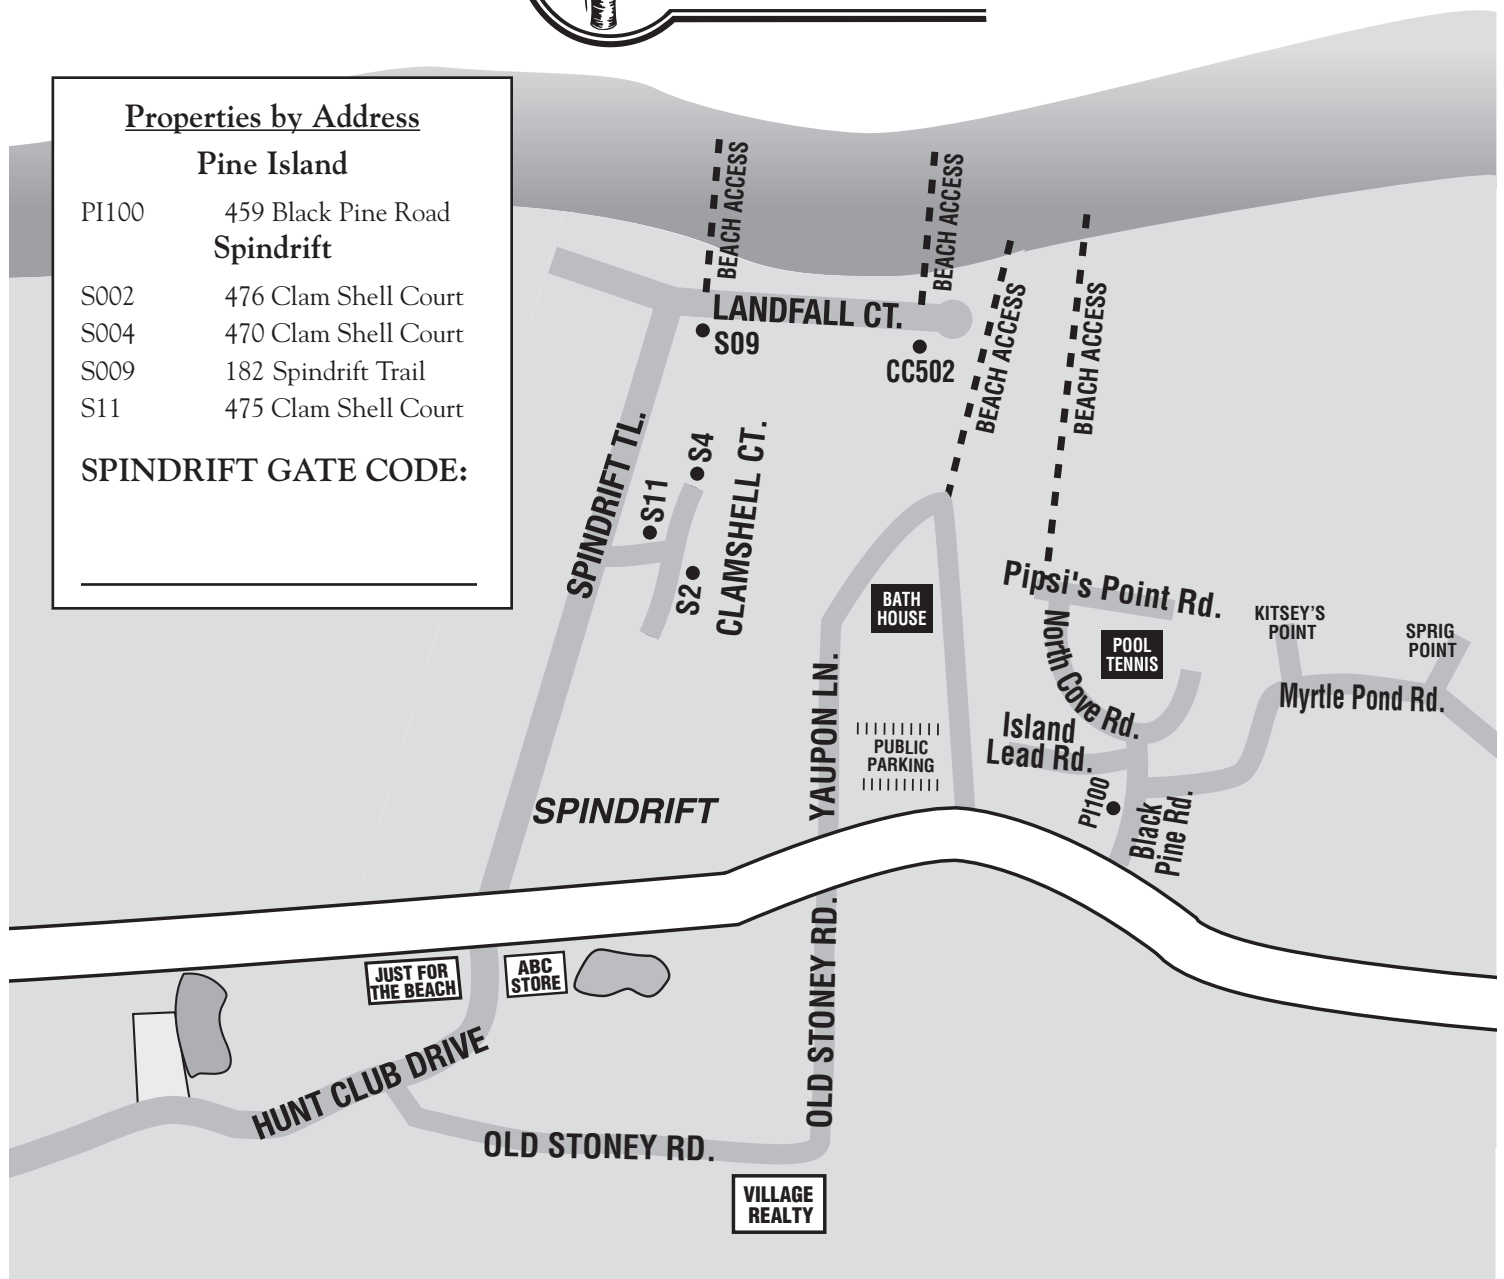 Properties by Address
Pine Island
PI100 459 Black Pine Road
Spindrift
S002 476 Clam Shell Court
S004 470 Clam Shell Court
S009 182 Spindrift Trail
S11 475 Clam Shell Court
SPINDRIFT GATE CODE:
BEACH ACCESS
BEACH ACCESS
BEACH ACCESS
BEACH ACCESS
LANDFALL CT.
S09
CC502
SPINDRIFT TL.
S4
S11
S2
CLAMSHELL CT.
BATH
HOUSE
Pipsi's Point Rd.
KITSEY'S
POINT
SPRIG
POINT
POOL
TENNIS
North Cove Rd.
Myrtle Pond Rd.
Island
Lead Rd.
YAUPON LN.
PUBLIC
PARKING
PI100
Black
Pine Rd.
SPINDRIFT
JUST FOR
THE BEACH
ABC
STORE
OLD STONEY RD.
HUNT CLUB DRIVE
OLD STONEY RD.
VILLAGE
REALTY